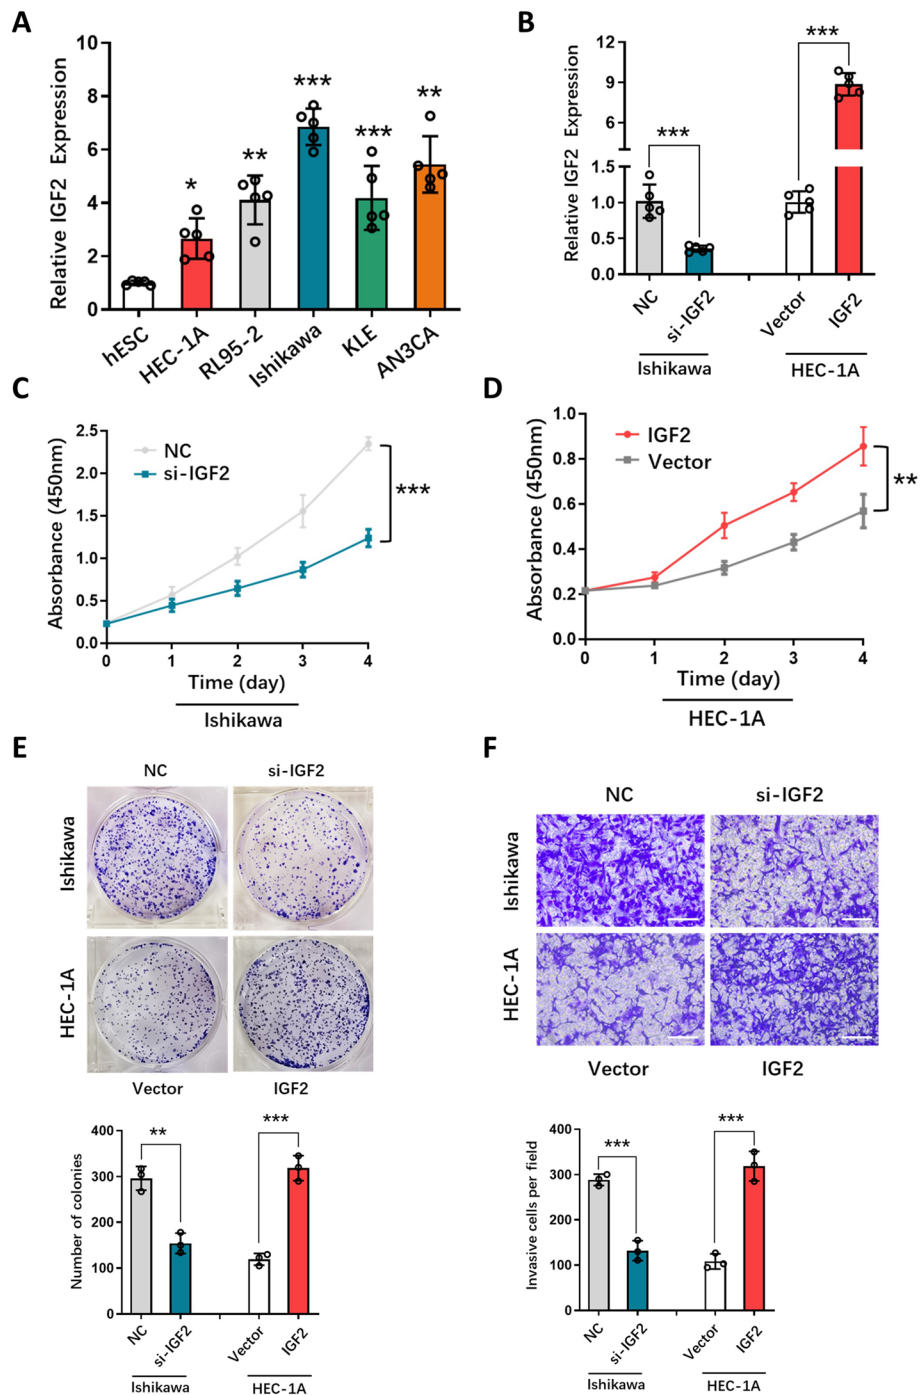 A
Relative IGF2 Expression
10
8
6
4
2
0
*
**
***
***
**
hESC
HEC-1A
RL95-2
Ishikawa
KLE
AN3CA
B
Relative IGF2 Expression
12
9
6
1.5
1.0
0.5
0.0
***
***
NC
si-IGF2
Vector
IGF2
Ishikawa
HEC-1A
C
Absorbance (450nm)
2.5
2.0
1.5
1.0
0.5
0.0
NC
si-IGF2
***
0 1 2 3 4
Time (day)
Ishikawa
D
Absorbance (450nm)
1.0
0.8
0.6
0.4
0.2
0.0
IGF2
Vector
**
0 1 2 3 4
Time (day)
HEC-1A
E
NC si-IGF2
Ishikawa
HEC-1A
Vector IGF2
Number of colonies
400
300
200
100
0
**
***
NC
si-IGF2
Vector
IGF2
Ishikawa
HEC-1A
F
NC si-IGF2
Ishikawa
HEC-1A
Vector IGF2
Invasive cells per field
400
300
200
100
0
***
***
NC
si-IGF2
Vector
IGF2
Ishikawa
HEC-1A